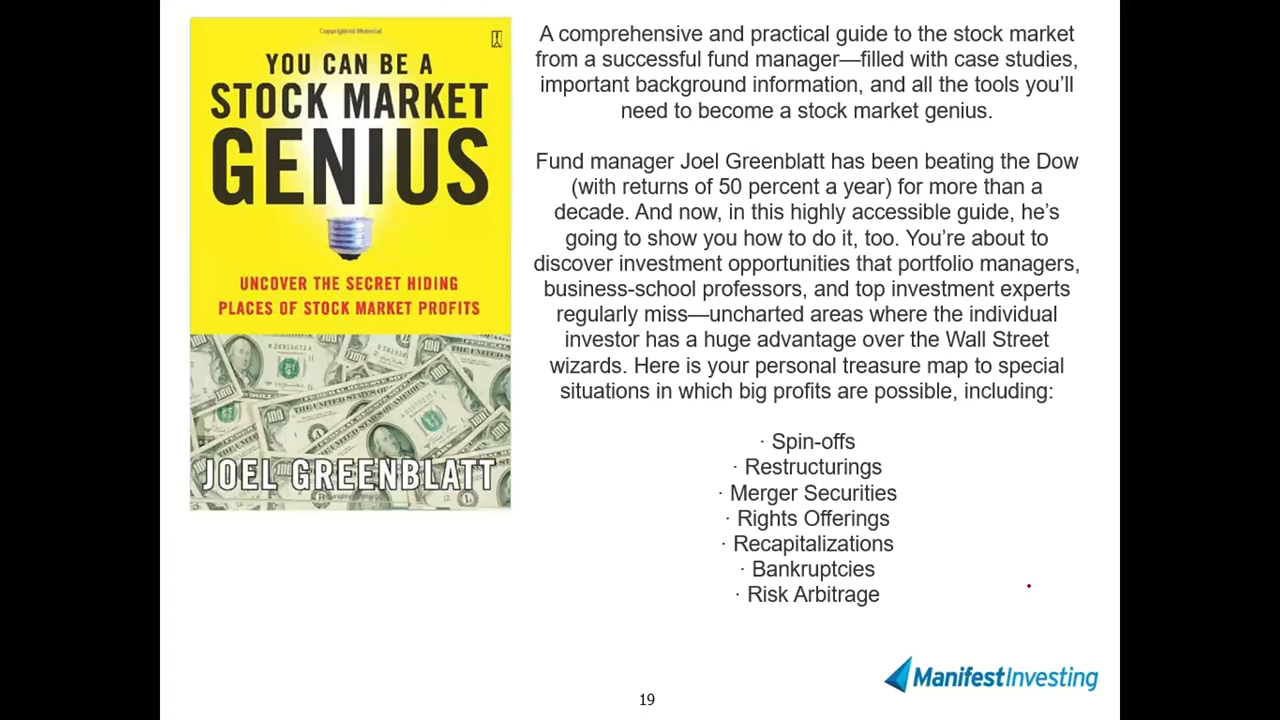 Copyrighted Material
YOU CAN BE A
STOCK MARKET
GENIUS
UNCOVER THE SECRET HIDING
PLACES OF STOCK MARKET PROFITS
JOEL GREENBLATT
Copyrighted Material
A comprehensive and practical guide to the stock market
from a successful fund manager—filled with case studies,
important background information, and all the tools you’ll
need to become a stock market genius.
Fund manager Joel Greenblatt has been beating the Dow
(with returns of 50 percent a year) for more than a
decade. And now, in this highly accessible guide, he’s
going to show you how to do it, too. You’re about to
discover investment opportunities that portfolio managers,
business-school professors, and top investment experts
regularly miss—uncharted areas where the individual
investor has a huge advantage over the Wall Street
wizards. Here is your personal treasure map to special
situations in which big profits are possible, including:
· Spin-offs
· Restructurings
· Merger Securities
· Rights Offerings
· Recapitalizations
· Bankruptcies
· Risk Arbitrage
ManifestInvesting
19